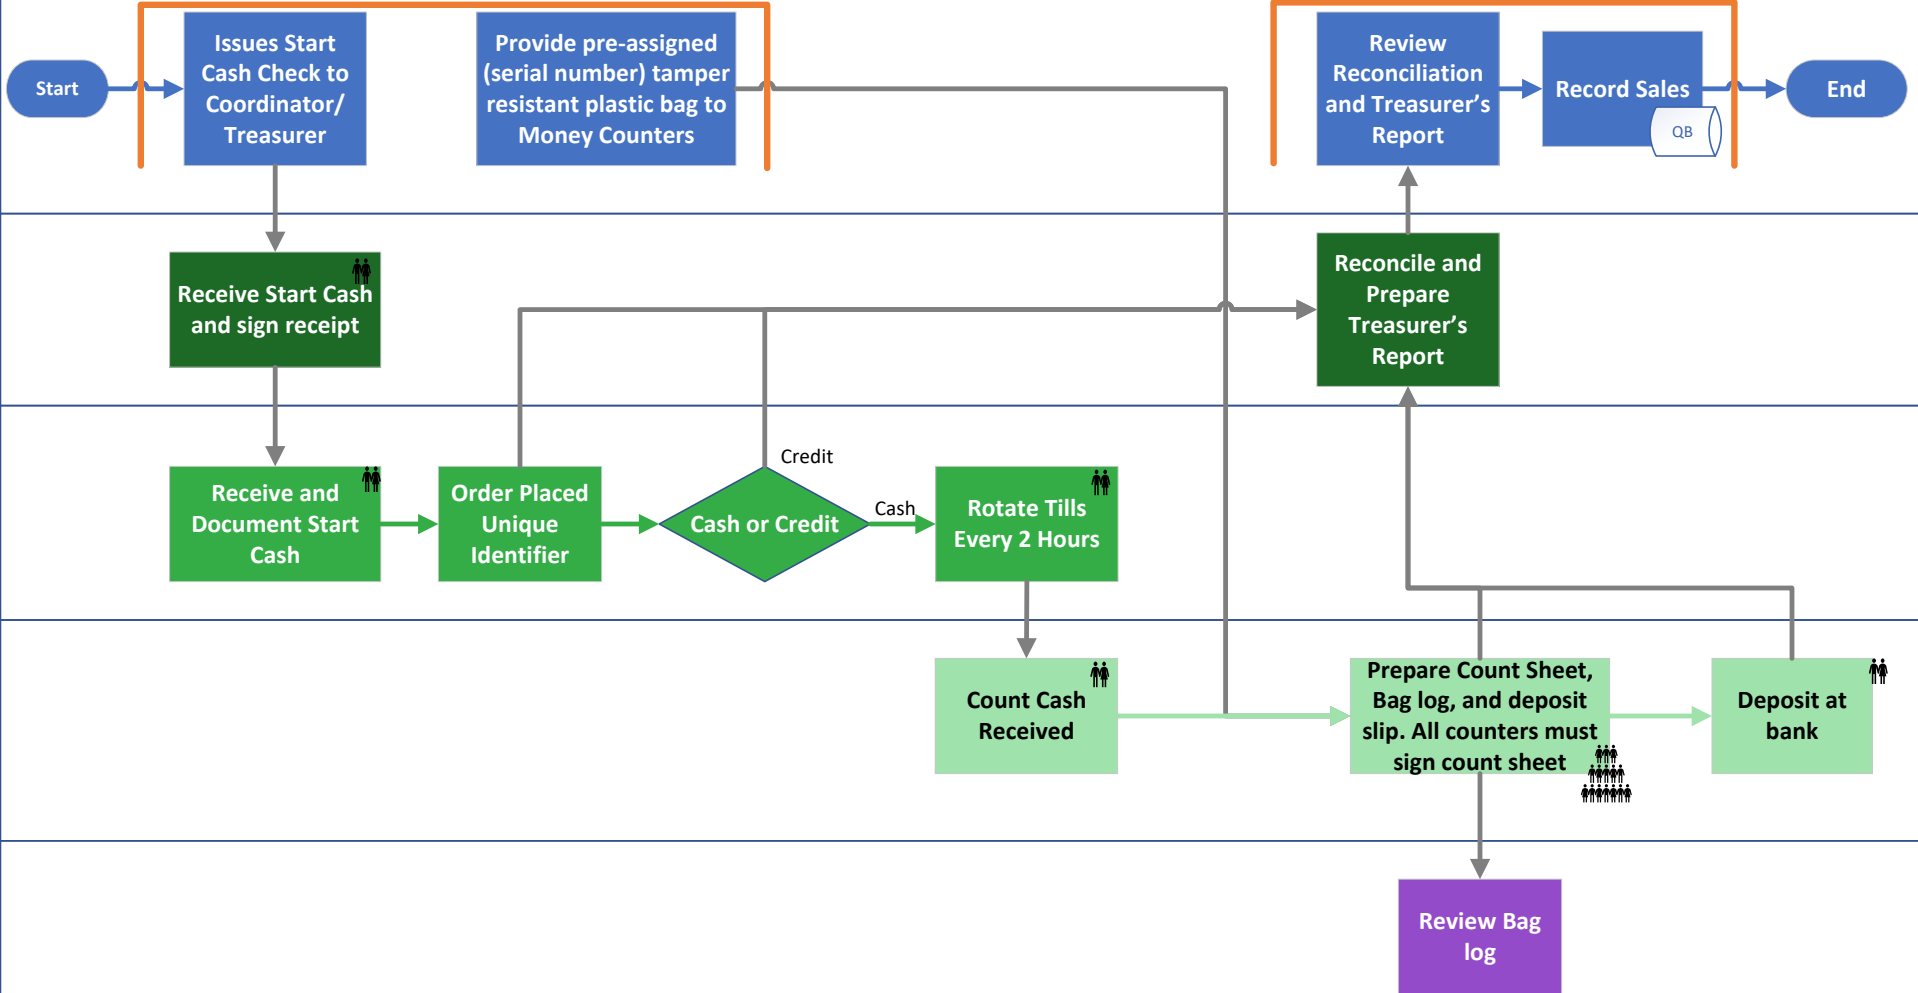 Start
Issues Start
Cash Check to
Coordinator/
Treasurer
Provide pre-assigned
(serial number) tamper
resistant plastic bag to
Money Counters
Review
Reconciliation
and Treasurer’s
Report
Record Sales
QB
End
Receive Start Cash
and sign receipt
Reconcile and
Prepare
Treasurer’s
Report
Receive and
Document Start
Cash
Order Placed
Unique
Identifier
Cash or Credit
Credit
Cash
Rotate Tills
Every 2 Hours
Count Cash
Received
Prepare Count Sheet,
Bag log, and deposit
slip. All counters must
sign count sheet
Deposit at
bank
Review Bag
log